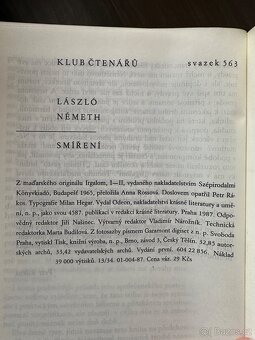 KLUB ČTENÁŘŮ svazek 563
LÁSZLÓ
NÉMETH
SMÍŘENÍ
Z maďarského originálu Irgalom, I–II, vydaného nakladatelstvím Szépirodalmi
Könyvkiadó, Budapešť 1965, přeložila Anna Rossová. Doslovem opatřil Petr Rá-
kos. Typografie Milan Hegar. Vydal Odeon, nakladatelství krásné literatury a umě-
ní, n. p., jako svou 4587. publikaci v redakci krásné literatury. Praha 1987. Odpo-
vědný redaktor Jiří Našinec. Výtvarný redaktor Vladimír Nárožník. Technická
redaktorka Marta Budilová. Z fotosazby písmem Garamont digiset n. p. Svoboda
Praha, vytiskl Tisk, knižní výroba, n. p., Brno, závod 3, Český Těšín. 32,85 autor-
ských archů, 33,42 vydavatelských archů. 604 22 856. Vydání první. Náklad
39 000 výtisků. 13/34. 01-004-87. Cena váz. 29 Kčs